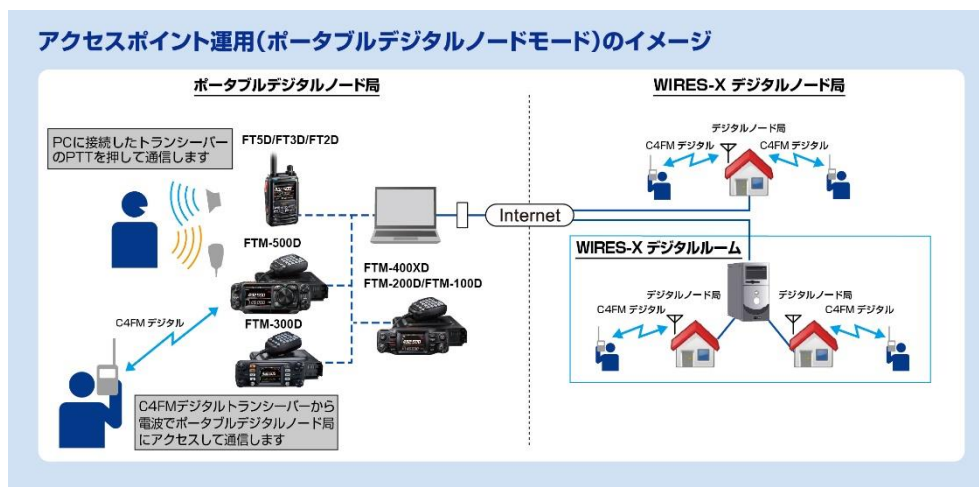 アクセスポイント運用(ポータブルデジタルノードモード)のイメージ
ポータブルデジタルノード局
PCに接続したトランシーバー
のPTTを押して通信します
FT5D/FT3D/FT2D
FTM-500D
FTM-400XD
FTM-200D/FTM-100D
C4FM デジタル
FTM-300D
C4FMデジタルトランシーバーから
電波でポータブルデジタルノード局
にアクセスして通信します
Internet
WIRES-X デジタルノード局
デジタルノード局
C4FM デジタル
C4FM デジタル
WIRES-X デジタルルーム
デジタルノード局
C4FM デジタル
デジタルノード局
C4FM デジタル